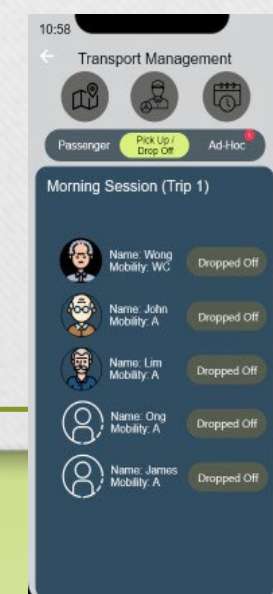 10:58
Transport Management
Passenger
Pick Up /
Drop Off
Ad-Hoc
Morning Session (Trip 1)
Name: Wong
Mobility: WC
Dropped Off
Name: John
Mobility: A
Dropped Off
Name: Lim
Mobility: A
Dropped Off
Name: Ong
Mobility: A
Dropped Off
Name: James
Mobility: A
Dropped Off